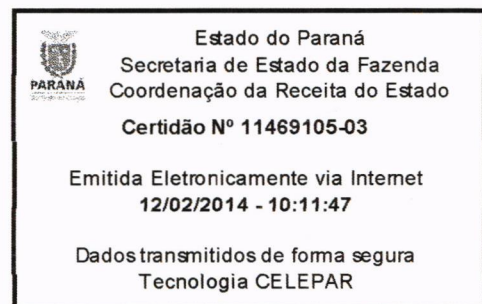 Estado do Paraná
Secretaria de Estado da Fazenda
PARANÁ
Coordenação da Receita do Estado
Certidão Nº 11469105-03
Emitida Eletronicamente via Internet
12/02/2014 - 10:11:47
Dados transmitidos de forma segura
Tecnologia CELEPAR